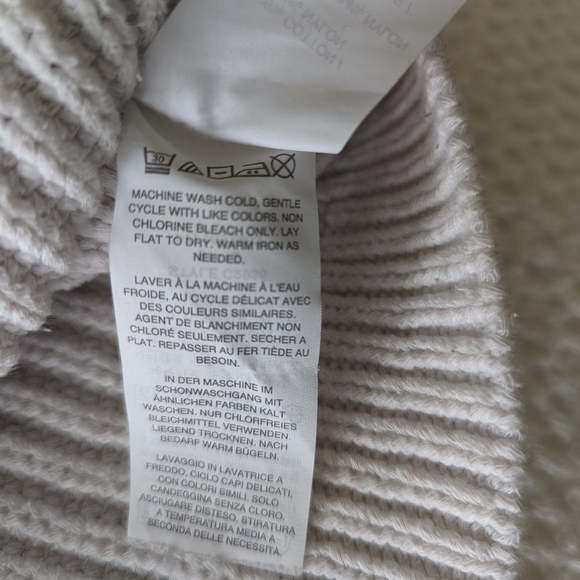 30
MACHINE WASH COLD, GENTLE
CYCLE WITH LIKE COLORS. NON
CHLORINE BLEACH ONLY. LAY
FLAT TO DRY. WARM IRON AS
NEEDED.
LAVER À LA MACHINE À L'EAU
FROIDE, AU CYCLE DÉLICAT AVEC
DES COULEURS SIMILAIRES.
AGENT DE BLANCHIMENT NON
CHLORÉ SEULEMENT. SECHER A
PLAT. REPASSER AU FER TIÈDE AU
BESOIN.
IN DER MASCHINE IM
SCHONWASCHGANG MIT
ÄHNLICHEN FARBEN KALT
WASCHEN. NUR CHLORFREIES
BLEICHMITTEL VERWENDEN.
LIEGEND TROCKNEN. NACH
BEDARF WARM BÜGELN.
LAVAGGIO IN LAVATRICE A
FREDDO, CICLO CAPI DELICATI,
CON COLORI SIMILI. SOLO
CANDEGGINA SENZA CLORO.
ASCIUGARE DISTESO. STIRATURA
A TEMPERATURA MEDIA A
SECONDA DELLE NECESSITÀ.